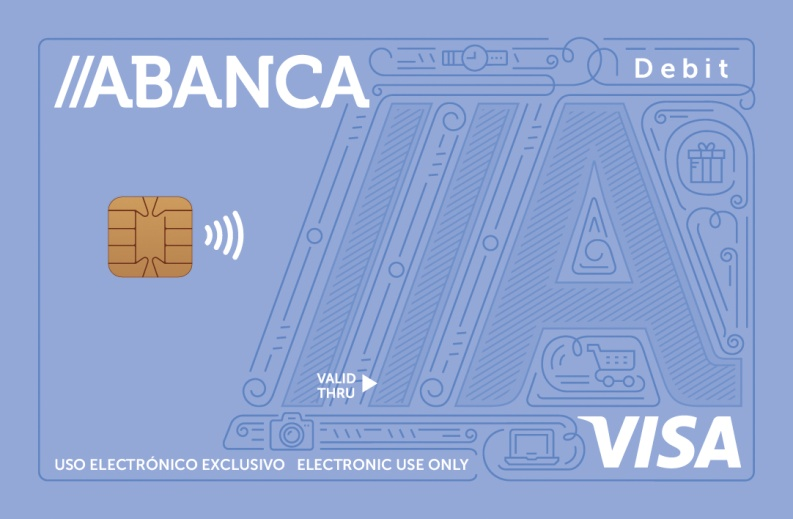 //ABANCA
Debit
VALID
THRU
VISA
USO ELECTRÓNICO EXCLUSIVO ELECTRONIC USE ONLY